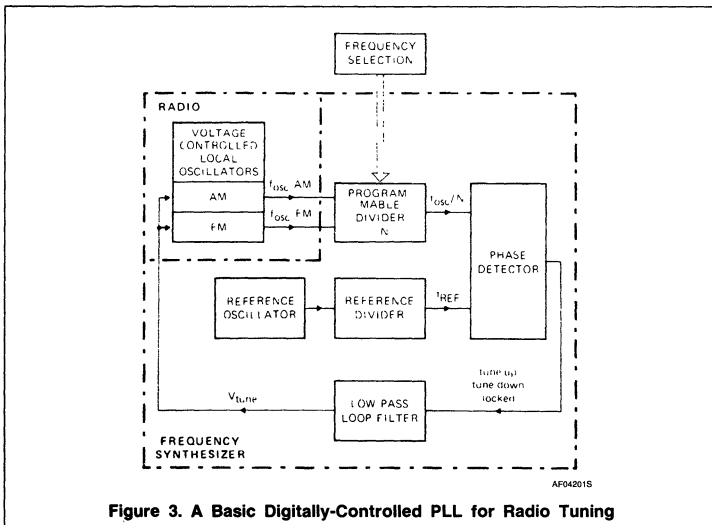 FREQUENCY
SELECTION
RADIO
VOLTAGE
CONTROLLED
LOCAL
OSCILLATORS
AM
FM
fosc AM
fosc FM
PROGRAM
MABLE
DIVIDER
N
fosc/N
PHASE
DETECTOR
REFERENCE
OSCILLATOR
REFERENCE
DIVIDER
fREF
tune up
tune down
locked
LOW PASS
LOOP FILTER
Vtune
FREQUENCY
SYNTHESIZER
AF04201S
Figure 3. A Basic Digitally-Controlled PLL for Radio Tuning